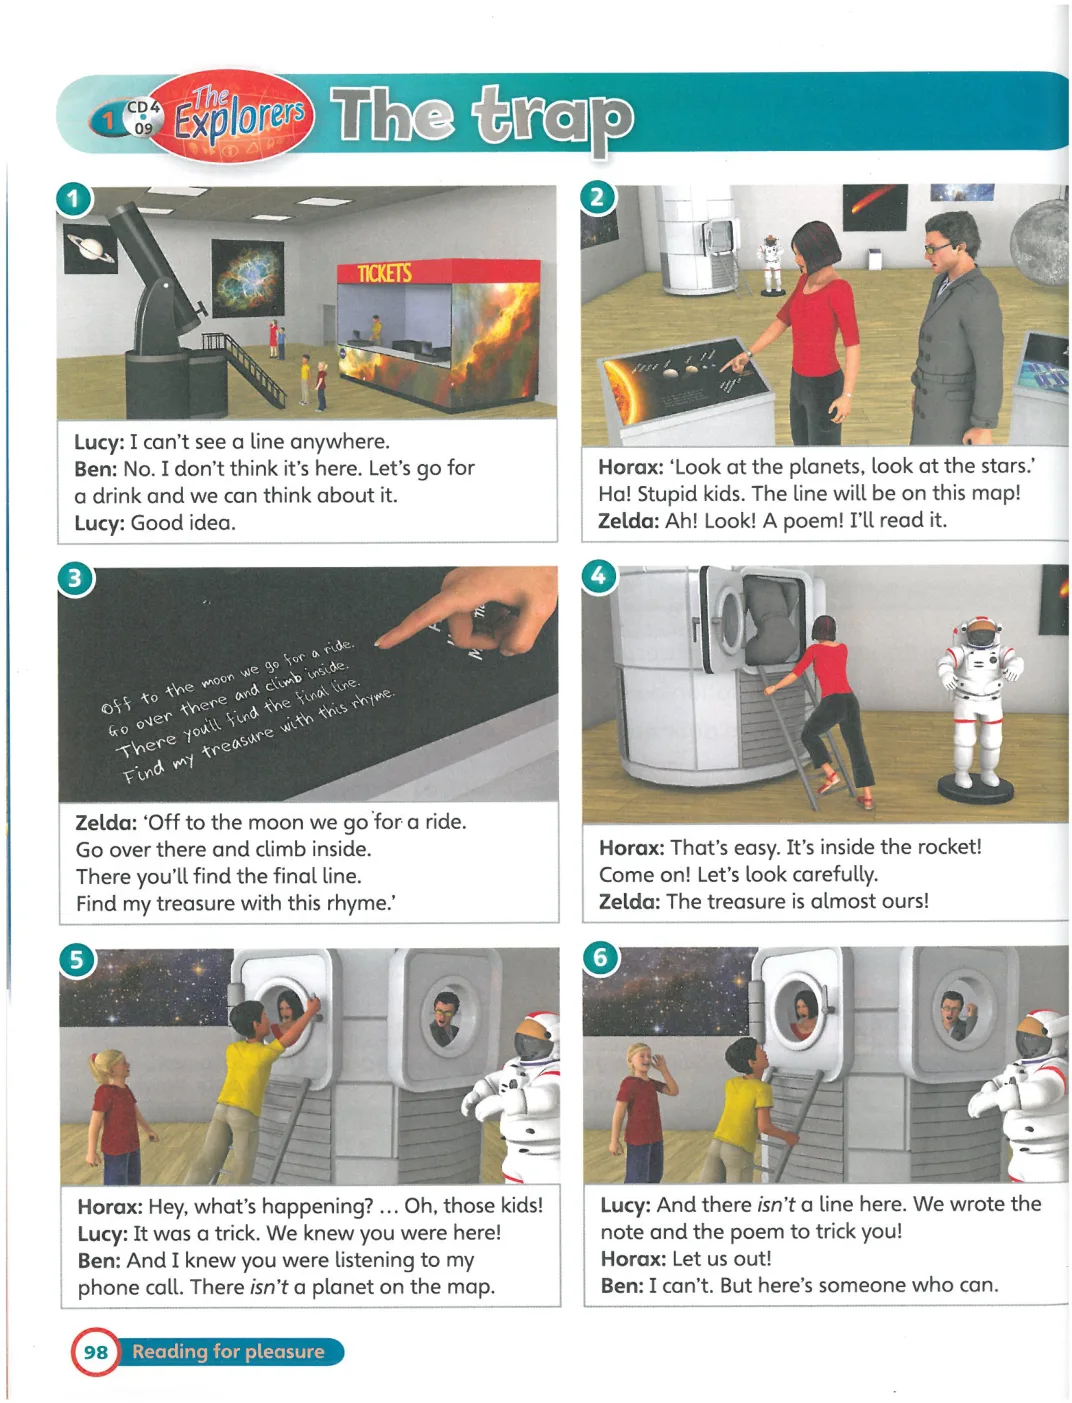 1 CD4 09
The Explorers
The trap
1
TICKETS
Lucy: I can't see a line anywhere.
Ben: No. I don't think it's here. Let's go for
a drink and we can think about it.
Lucy: Good idea.
2
Horax: ‘Look at the planets, look at the stars.’
Ha! Stupid kids. The line will be on this map!
Zelda: Ah! Look! A poem! I'll read it.
3
Off to the moon we go for a ride.
Go over there and climb inside.
There you'll find the final line.
Find my treasure with this rhyme.
Zelda: ‘Off to the moon we go for a ride.
Go over there and climb inside.
There you'll find the final line.
Find my treasure with this rhyme.’
4
Horax: That's easy. It's inside the rocket!
Come on! Let's look carefully.
Zelda: The treasure is almost ours!
5
Horax: Hey, what's happening? ... Oh, those kids!
Lucy: It was a trick. We knew you were here!
Ben: And I knew you were listening to my
phone call. There isn't a planet on the map.
6
Lucy: And there isn't a line here. We wrote the
note and the poem to trick you!
Horax: Let us out!
Ben: I can't. But here's someone who can.
98 Reading for pleasure